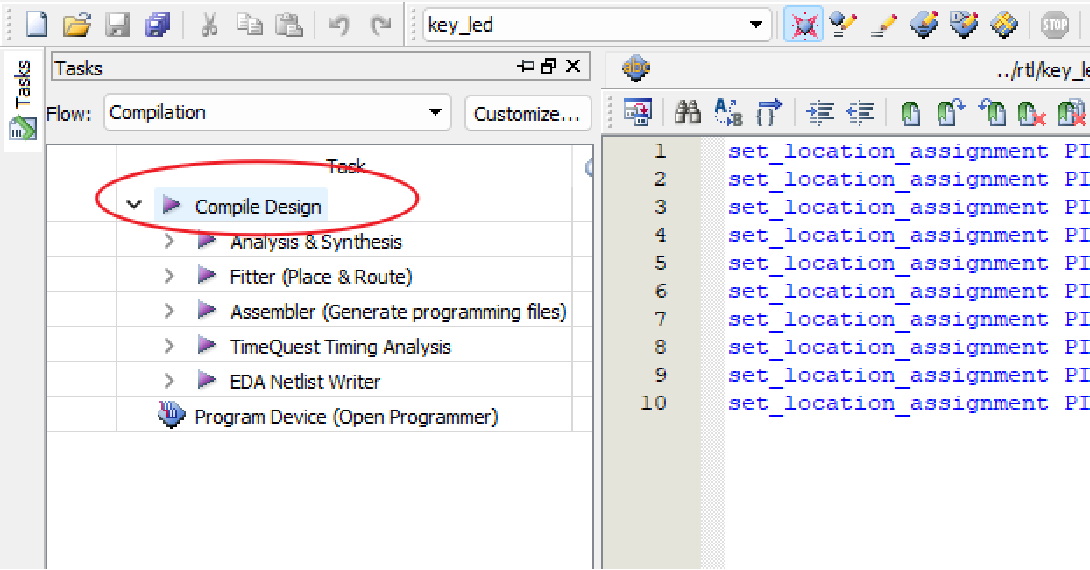 key_led
STOP
Tasks
Tasks
../rtl/key_le
Flow: Compilation Customize...
Task
Compile Design
Analysis & Synthesis
Fitter (Place & Route)
Assembler (Generate programming files)
TimeQuest Timing Analysis
EDA Netlist Writer
Program Device (Open Programmer)
1 set_location_assignment PI
2 set_location_assignment PI
3 set_location_assignment PI
4 set_location_assignment PI
5 set_location_assignment PI
6 set_location_assignment PI
7 set_location_assignment PI
8 set_location_assignment PI
9 set_location_assignment PI
10 set_location_assignment PI